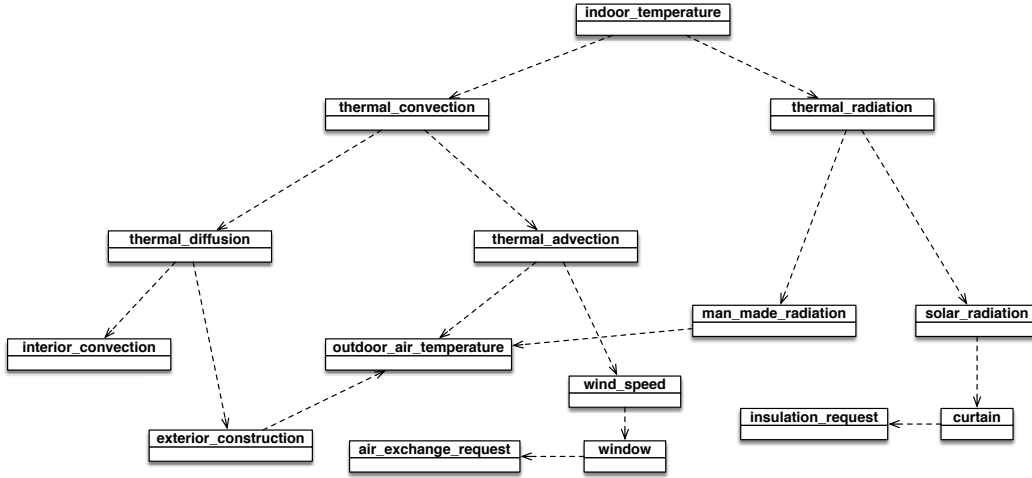 indoor_temperature
thermal_convection
thermal_radiation
thermal_diffusion
thermal_advection
man_made_radiation
solar_radiation
interior_convection
outdoor_air_temperature
wind_speed
insulation_request
curtain
exterior_construction
air_exchange_request
window